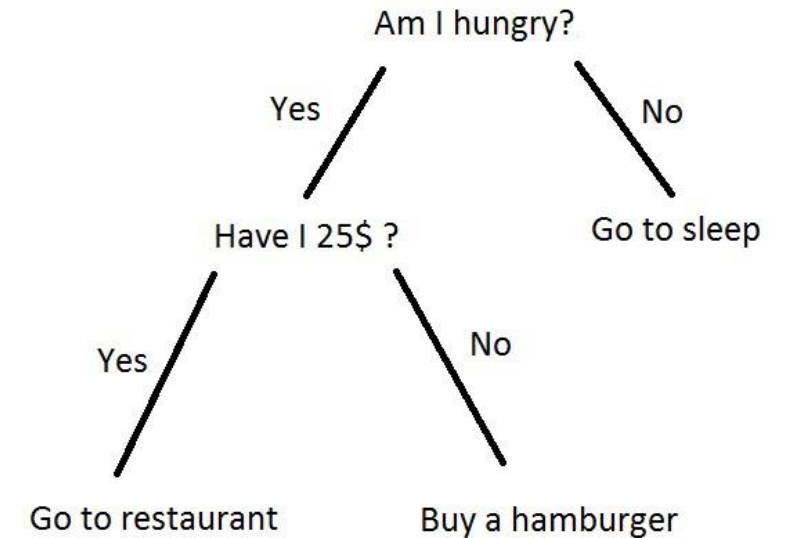 Am I hungry?
Yes
No
Have I 25$ ?
Go to sleep
Yes
No
Go to restaurant
Buy a hamburger